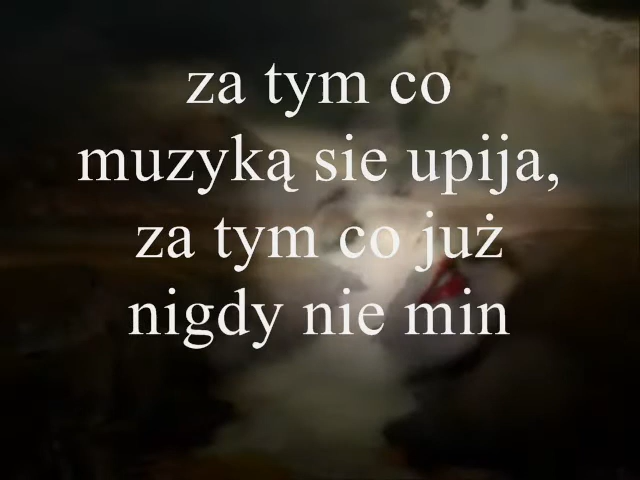 za tym co
muzyką sie upija,
za tym co już
nigdy nie min